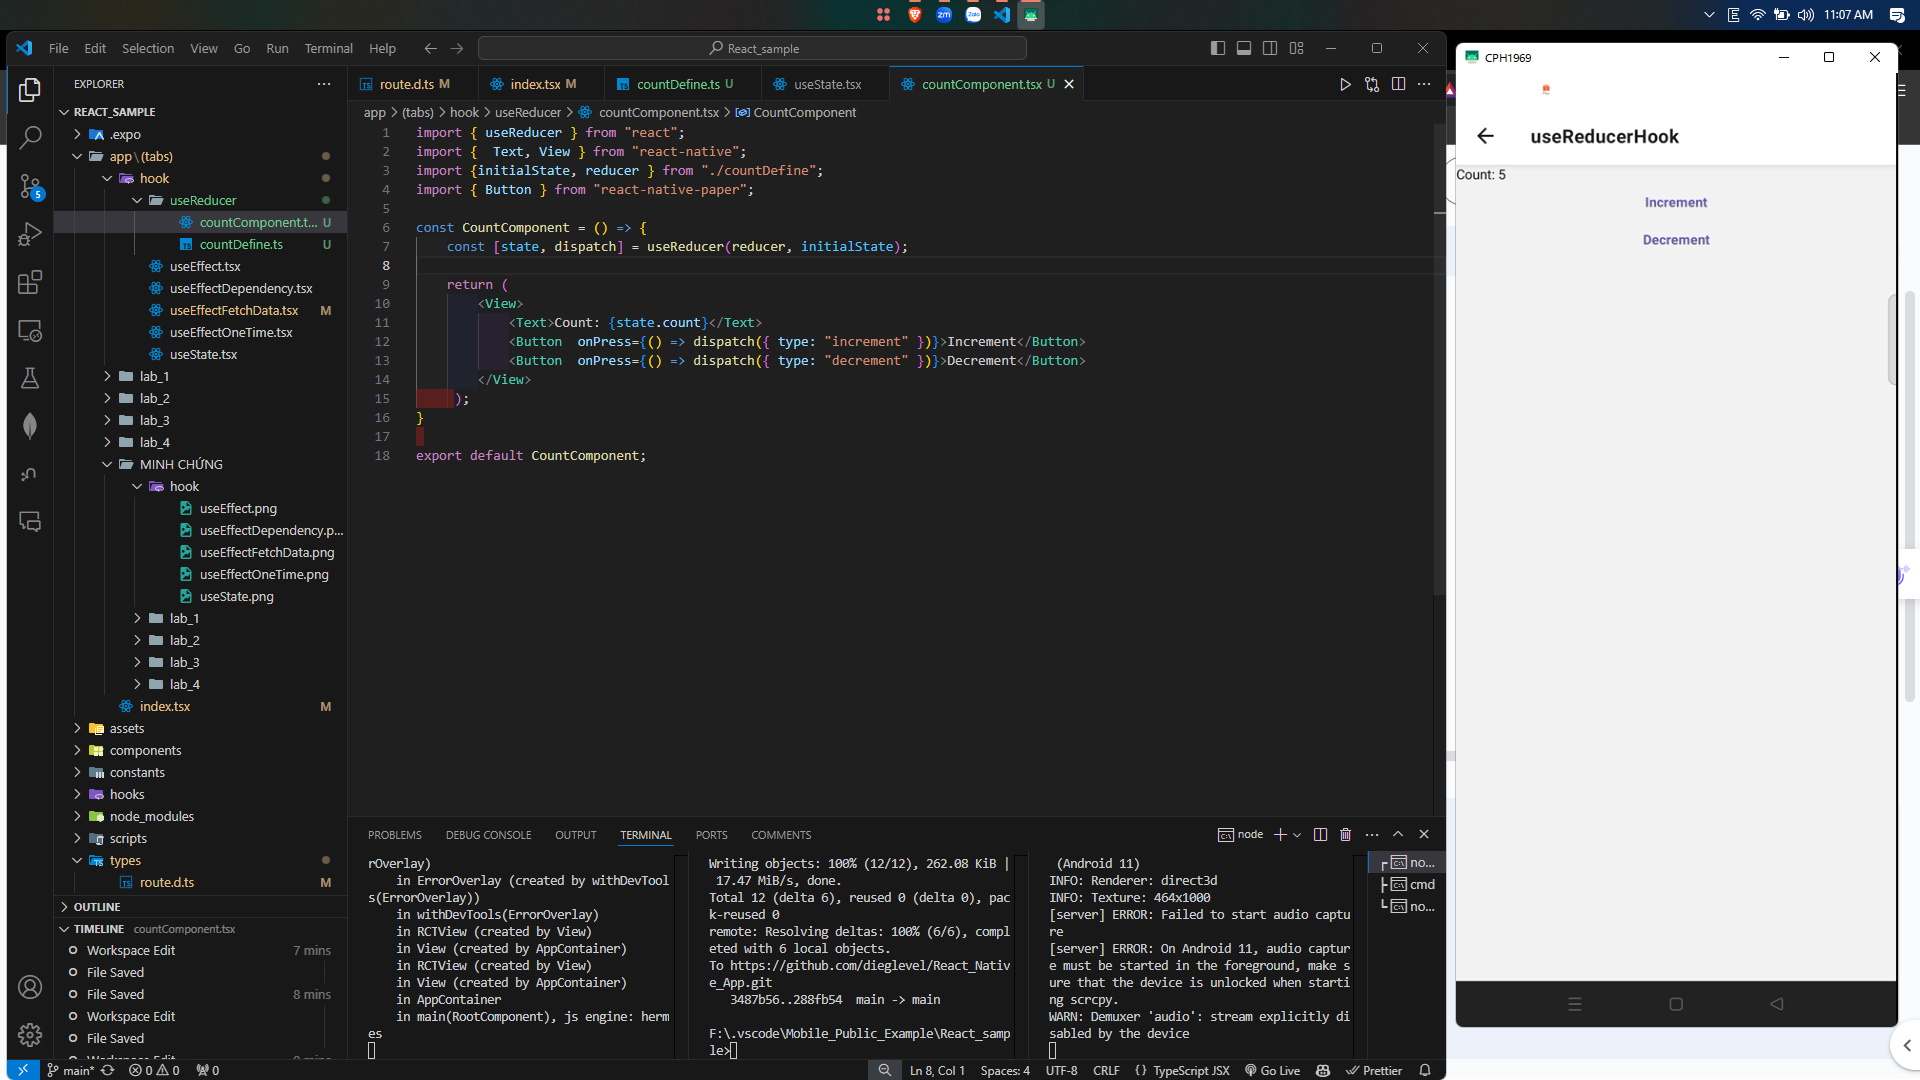 11:07 AM
File Edit Selection View Go Run Terminal Help
React_sample
CPH1969
EXPLORER
REACT_SAMPLE
.expo
app\(tabs)
hook
useReducer
countComponent.t... U
countDefine.ts U
useEffect.tsx
useEffectDependency.tsx
useEffectFetchData.tsx M
useEffectOneTime.tsx
useState.tsx
lab_1
lab_2
lab_3
lab_4
MINH CHỨNG
hook
useEffect.png
useEffectDependency.p...
useEffectFetchData.png
useEffectOneTime.png
useState.png
lab_1
lab_2
lab_3
lab_4
index.tsx M
assets
components
constants
hooks
node_modules
scripts
types
route.d.ts M
OUTLINE
TIMELINE countComponent.tsx
Workspace Edit 7 mins
File Saved
File Saved 8 mins
Workspace Edit
File Saved
5
route.d.ts M
index.tsx M
countDefine.ts U
useState.tsx
countComponent.tsx U
app > (tabs) > hook > useReducer > countComponent.tsx > CountComponent
1 import { useReducer } from "react";
2 import {  Text, View } from "react-native";
3 import {initialState, reducer } from "./countDefine";
4 import { Button } from "react-native-paper";
5
6 const CountComponent = () => {
7 const [state, dispatch] = useReducer(reducer, initialState);
8
9 return (
10 <View>
11 <Text>Count: {state.count}</Text>
12 <Button  onPress={() => dispatch({ type: "increment" })}>Increment</Button>
13 <Button  onPress={() => dispatch({ type: "decrement" })}>Decrement</Button>
14 </View>
15 );
16 }
17
18 export default CountComponent;
PROBLEMS DEBUG CONSOLE OUTPUT TERMINAL PORTS COMMENTS
node
rOverlay)
in ErrorOverlay (created by withDevTool
s(ErrorOverlay))
in withDevTools(ErrorOverlay)
in RCTView (created by View)
in View (created by AppContainer)
in RCTView (created by View)
in View (created by AppContainer)
in AppContainer
in main(RootComponent), js engine: herm
es
Writing objects: 100% (12/12), 262.08 KiB |
17.47 MiB/s, done.
Total 12 (delta 6), reused 0 (delta 0), pac
k-reused 0
remote: Resolving deltas: 100% (6/6), compl
eted with 6 local objects.
To https://github.com/dieglevel/React_Nativ
e_App.git
3487b56..288fb54  main -> main
F:\.vscode\Mobile_Public_Example\React_samp
le>
(Android 11)
INFO: Renderer: direct3d
INFO: Texture: 464x1000
[server] ERROR: Failed to start audio captu
re
[server] ERROR: On Android 11, audio captur
e must be started in the foreground, make s
ure that the device is unlocked when starti
ng scrcpy.
WARN: Demuxer 'audio': stream explicitly di
sabled by the device
no...
cmd
no...
main* 0 0 0
Ln 8, Col 1 Spaces: 4 UTF-8 CRLF {} TypeScript JSX Go Live Prettier
useReducerHook
Count: 5
Increment
Decrement